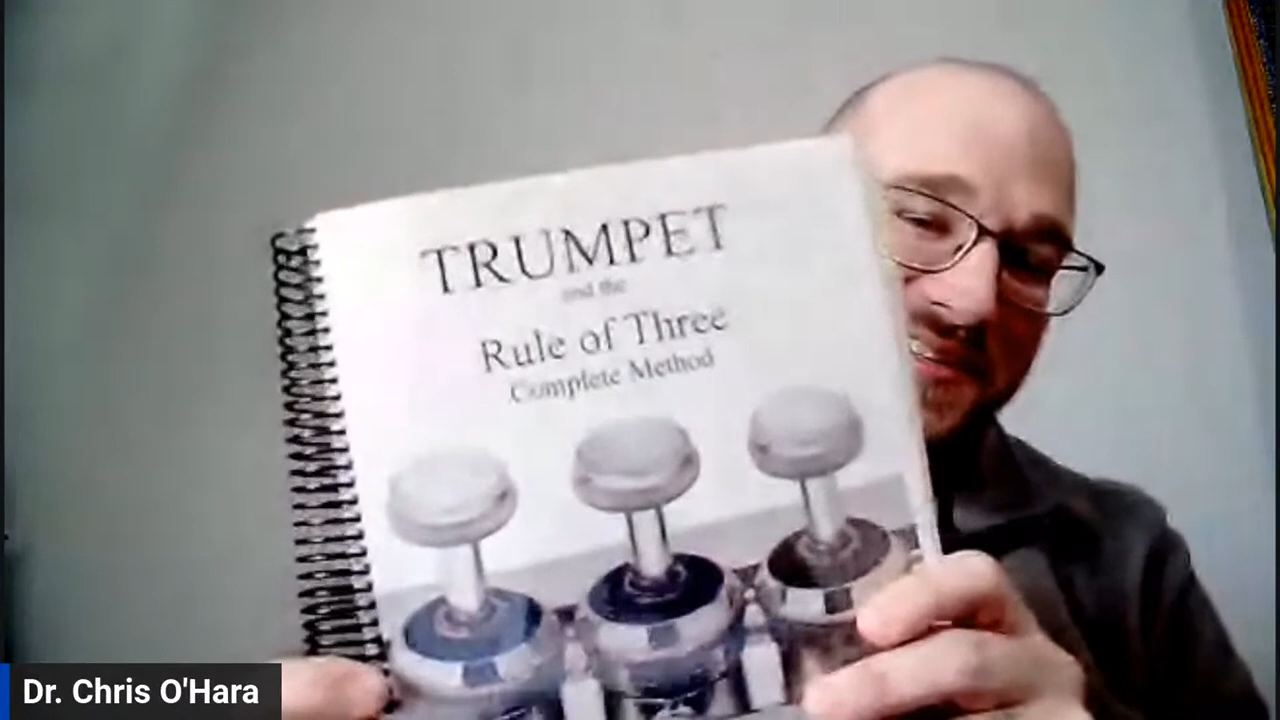 TRUMPET
and the
Rule of Three
Complete Method
Dr. Chris O'Hara